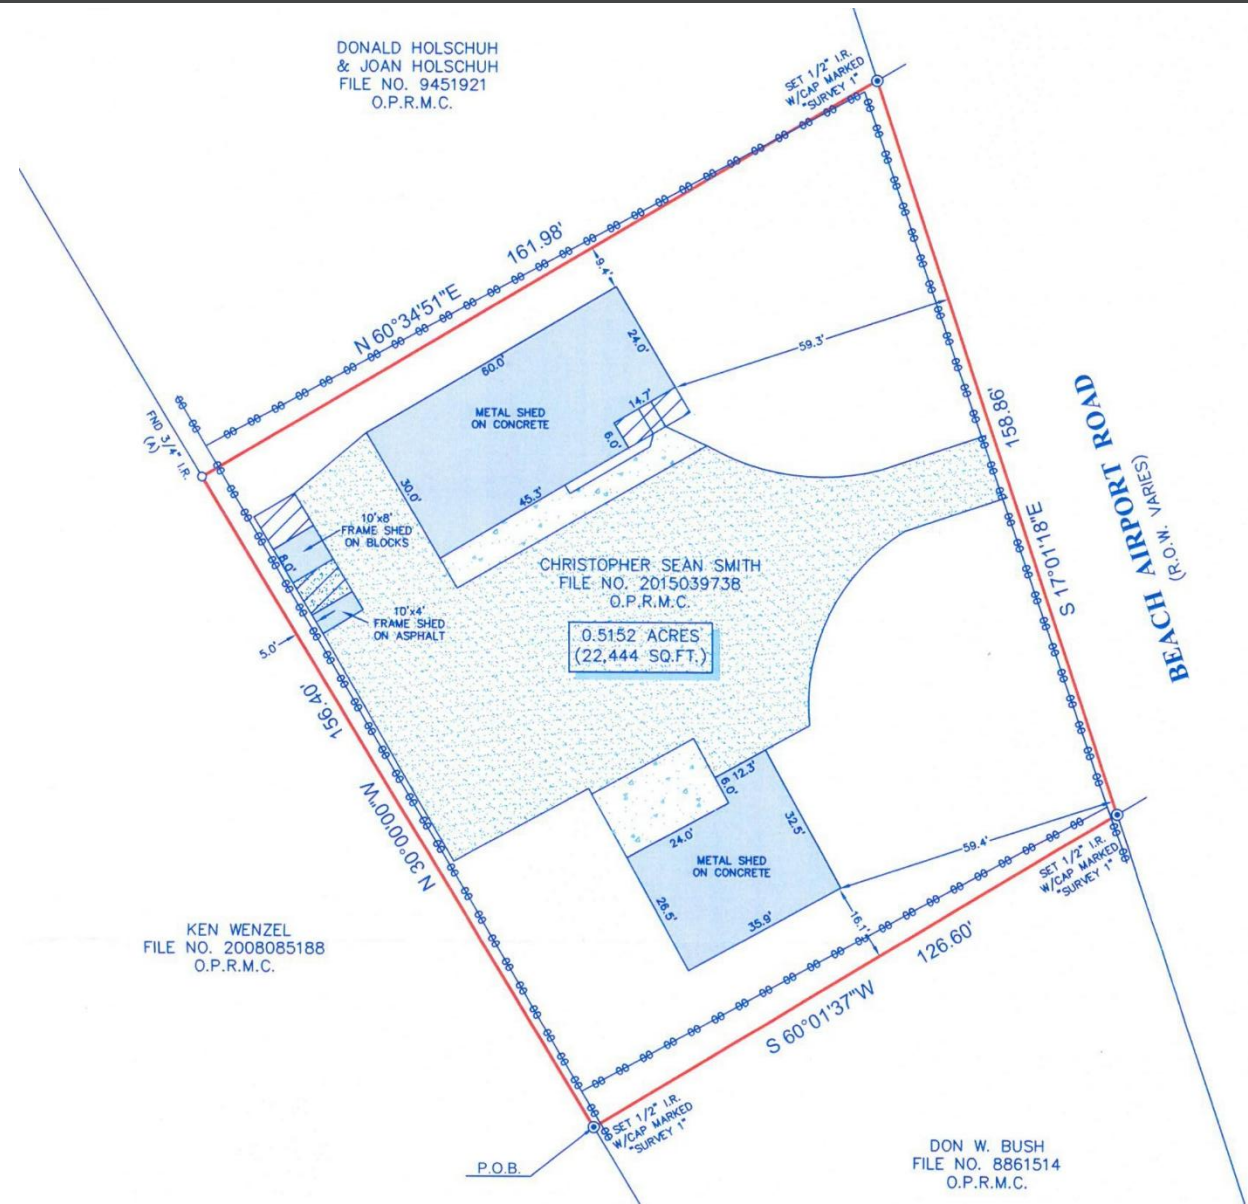 DONALD HOLSCHUH
& JOAN HOLSCHUH
FILE NO. 9451921
O.P.R.M.C.
SET 1/2" I.R.
W/CAP MARKED
"SURVEY 1"
161.98'
N 60°34'51"E
9.4'
60.0'
24.0'
59.3'
METAL SHED
ON CONCRETE
14.7'
6.0'
30.0'
45.3'
FND 3/4" I.R.
(A)
158.86'
S 17°01'18"E
BEACH AIRPORT ROAD
(R.O.W. VARIES)
10'x8'
FRAME SHED
ON BLOCKS
8.0'
10'x4'
FRAME SHED
ON ASPHALT
5.0'
CHRISTOPHER SEAN SMITH
FILE NO. 2015039738
O.P.R.M.C.
0.5152 ACRES
(22,444 SQ.FT.)
156.40'
N 30°00'00"W
12.3'
6.0'
24.0'
32.5'
METAL SHED
ON CONCRETE
26.5'
35.9'
59.4'
16.1'
SET 1/2" I.R.
W/CAP MARKED
"SURVEY 1"
126.60'
S 60°01'37"W
KEN WENZEL
FILE NO. 2008085188
O.P.R.M.C.
SET 1/2" I.R.
W/CAP MARKED
"SURVEY 1"
P.O.B.
DON W. BUSH
FILE NO. 8861514
O.P.R.M.C.